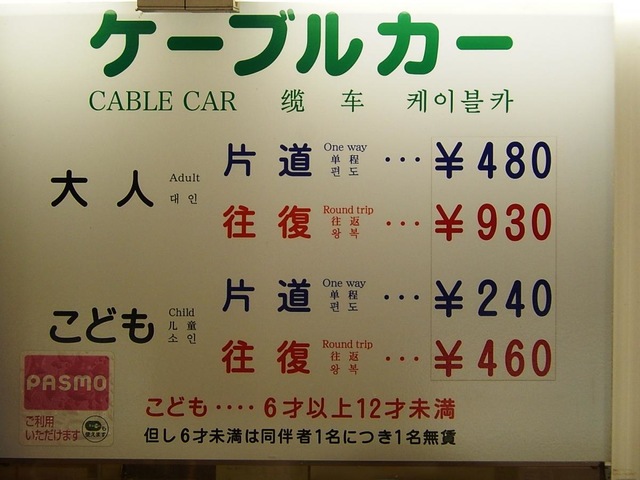 ケーブルカー
CABLE CAR 缆 车 케이블카
大 人
Adult
대 인
片 道 One way 单 程 편 도 ･･･ ¥480
往 復 Round trip 往 返 왕 복 ･･･ ¥930
こども
Child
儿 童
소 인
片 道 One way 单 程 편 도 ･･･ ¥240
往 復 Round trip 往 返 왕 복 ･･･ ¥460
PASMO
ご利用
いただけます
こども････６才以上12才未満
但し６才未満は同伴者1名につき1名無賃